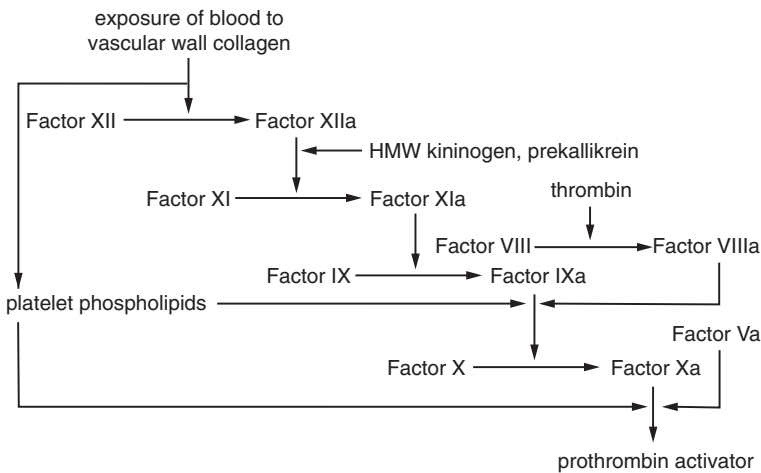 exposure of blood to
vascular wall collagen
Factor XII
Factor XIIa
HMW kininogen, prekallikrein
thrombin
Factor XI
Factor XIa
Factor VIII
Factor VIIIa
Factor IX
Factor IXa
platelet phospholipids
Factor Va
Factor X
Factor Xa
prothrombin activator